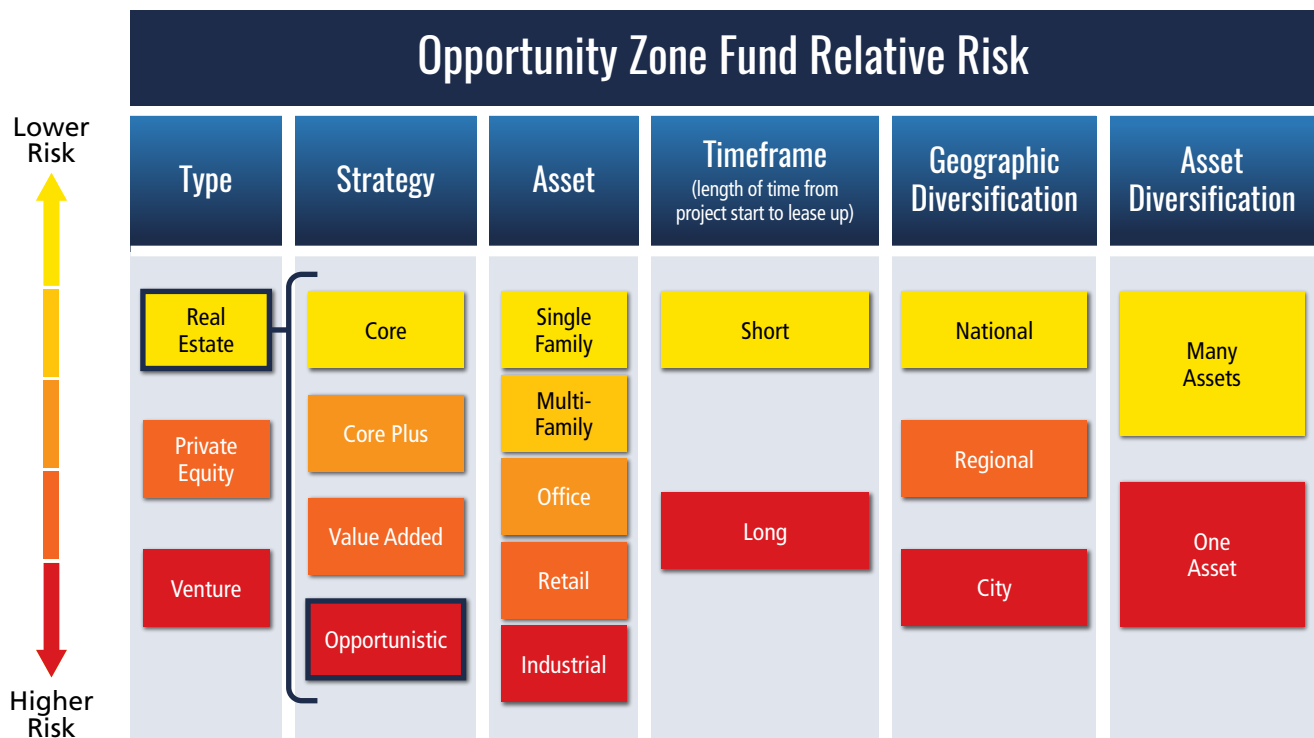 Opportunity Zone Fund Relative Risk
Lower
Risk
Higher
Risk
Type
Strategy
Asset
Timeframe
(length of time from
project start to lease up)
Geographic
Diversification
Asset
Diversification
Real
Estate
Private
Equity
Venture
Core
Core Plus
Value Added
Opportunistic
Single
Family
Multi-
Family
Office
Retail
Industrial
Short
Long
National
Regional
City
Many
Assets
One
Asset